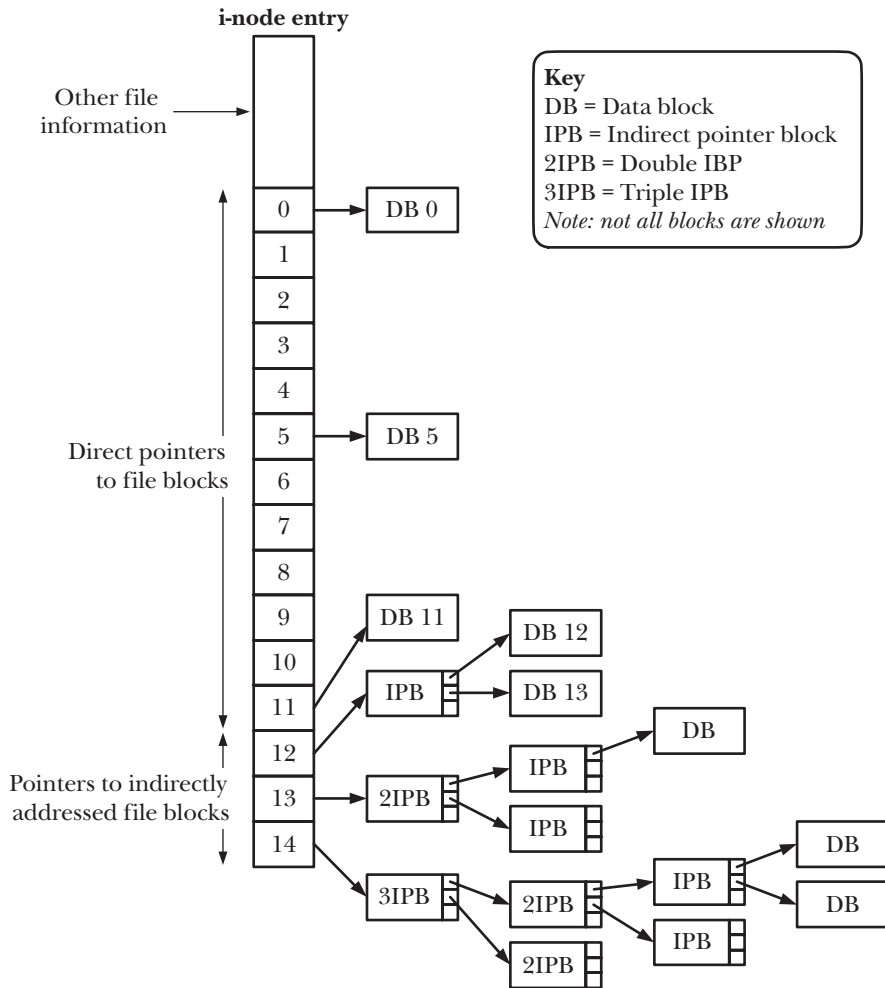 i-node entry
Other file
information
Key
DB = Data block
IPB = Indirect pointer block
2IPB = Double IBP
3IPB = Triple IPB
Note: not all blocks are shown
0
DB 0
1
2
3
4
5
DB 5
Direct pointers
to file blocks
6
7
8
9
DB 11
DB 12
10
11
IPB
DB 13
12
DB
Pointers to indirectly
addressed file blocks
13
2IPB
IPB
IPB
14
DB
3IPB
2IPB
IPB
DB
2IPB
IPB